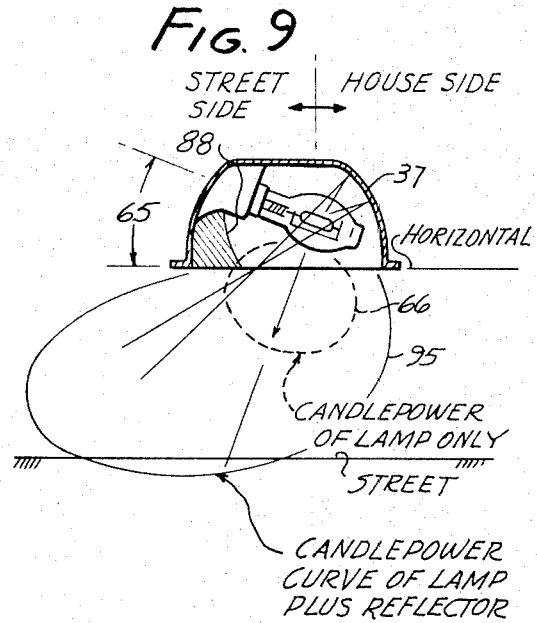 FIG. 9
STREET
SIDE
HOUSE SIDE
88
37
65
HORIZONTAL
66
95
CANDLEPOWER
OF LAMP ONLY
STREET
CANDLEPOWER
CURVE OF LAMP
PLUS REFLECTOR